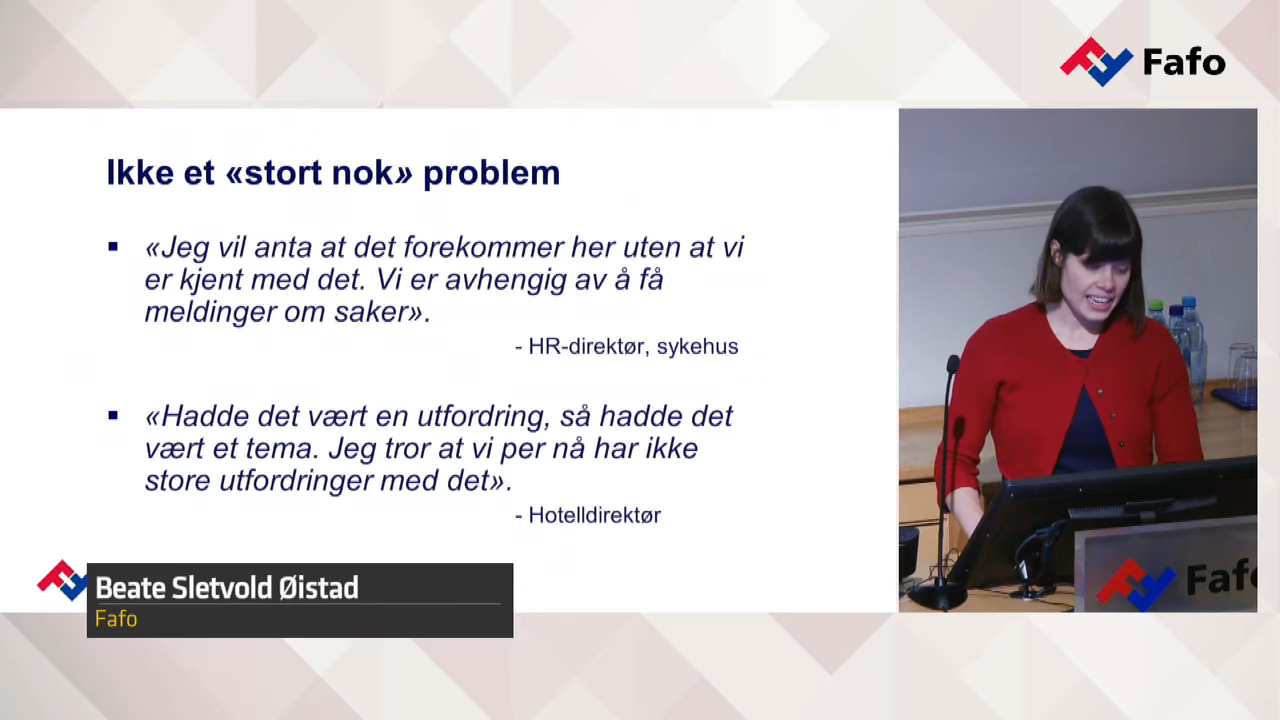 Fafo
Ikke et «stort nok» problem
▪ «Jeg vil anta at det forekommer her uten at vi
er kjent med det. Vi er avhengig av å få
meldinger om saker».
- HR-direktør, sykehus
▪ «Hadde det vært en utfordring, så hadde det
vært et tema. Jeg tror at vi per nå har ikke
store utfordringer med det».
- Hotelldirektør
Beate Sletvold Øistad
Fafo
Fafo